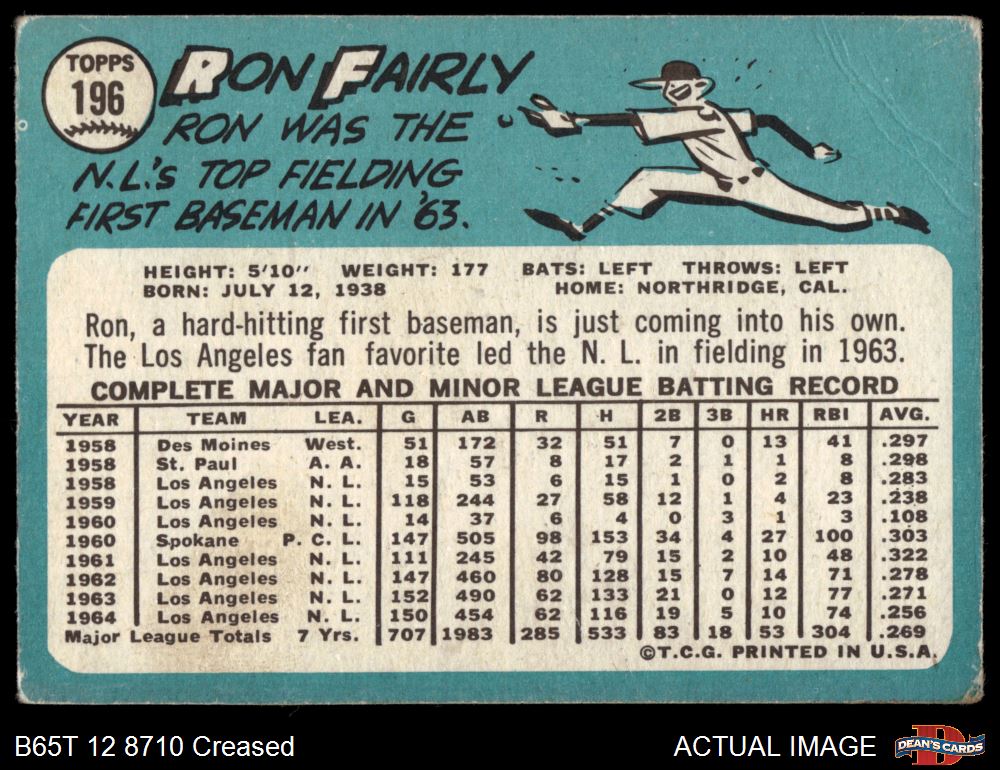 TOPPS
196
RON FAIRLY
RON WAS THE
N.L.'S TOP FIELDING
FIRST BASEMAN IN '63.
HEIGHT: 5'10" WEIGHT: 177 BATS: LEFT THROWS: LEFT
BORN: JULY 12, 1938 HOME: NORTHRIDGE, CAL.
Ron, a hard-hitting first baseman, is just coming into his own.
The Los Angeles fan favorite led the N. L. in fielding in 1963.
COMPLETE MAJOR AND MINOR LEAGUE BATTING RECORD
YEAR TEAM LEA. G AB R H 2B 3B HR RBI AVG.
1958 Des Moines West. 51 172 32 51 7 0 13 41 .297
1958 St. Paul A. A. 18 57 8 17 2 1 1 8 .298
1958 Los Angeles N. L. 15 53 6 15 1 0 2 8 .283
1959 Los Angeles N. L. 118 244 27 58 12 1 4 23 .238
1960 Los Angeles N. L. 14 37 6 4 0 3 1 3 .108
1960 Spokane P. C. L. 147 505 98 153 34 4 27 100 .303
1961 Los Angeles N. L. 111 245 42 79 15 2 10 48 .322
1962 Los Angeles N. L. 147 460 80 128 15 7 14 71 .278
1963 Los Angeles N. L. 152 490 62 133 21 0 12 77 .271
1964 Los Angeles N. L. 150 454 62 116 19 5 10 74 .256
Major League Totals 7 Yrs. 707 1983 285 533 83 18 53 304 .269
©T.C.G. PRINTED IN U.S.A.
B65T 12 8710 Creased
ACTUAL IMAGE
DEAN'S CARDS